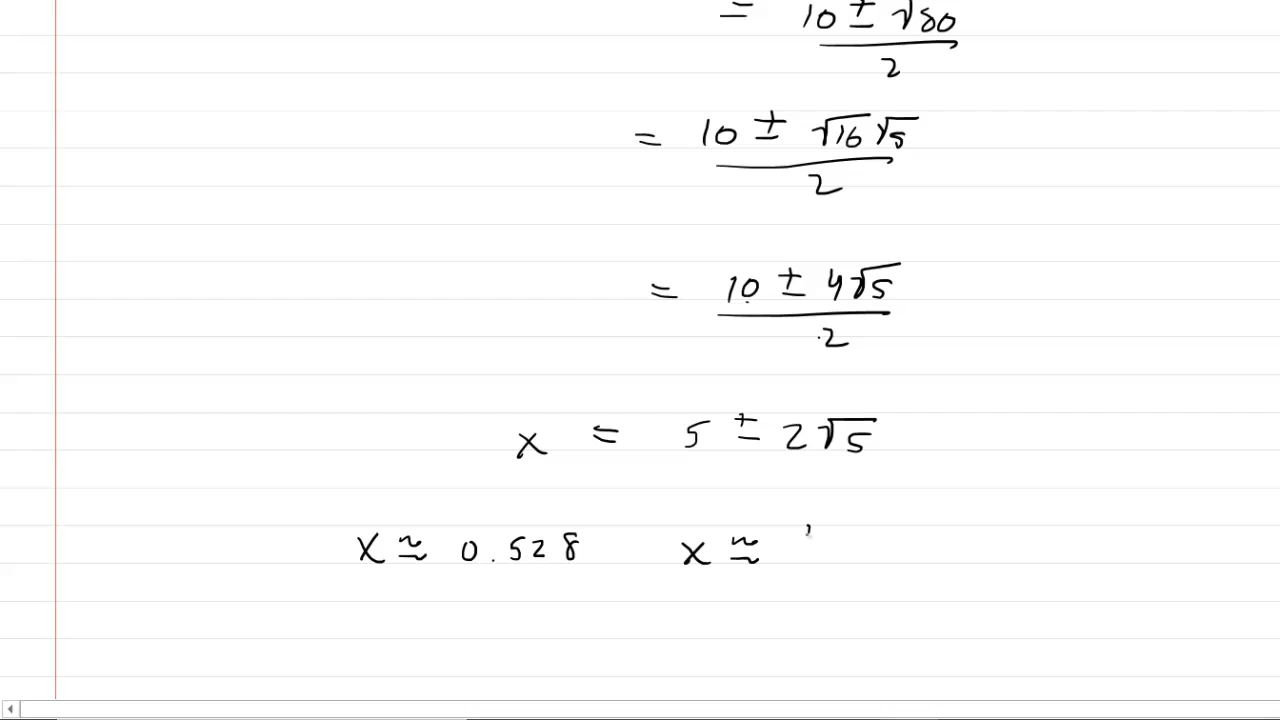 = 10 ± √80
2
= 10 ± √16 √5
2
= 10 ± 4√5
2
x = 5 ± 2√5
x ≈ 0.528 x ≈